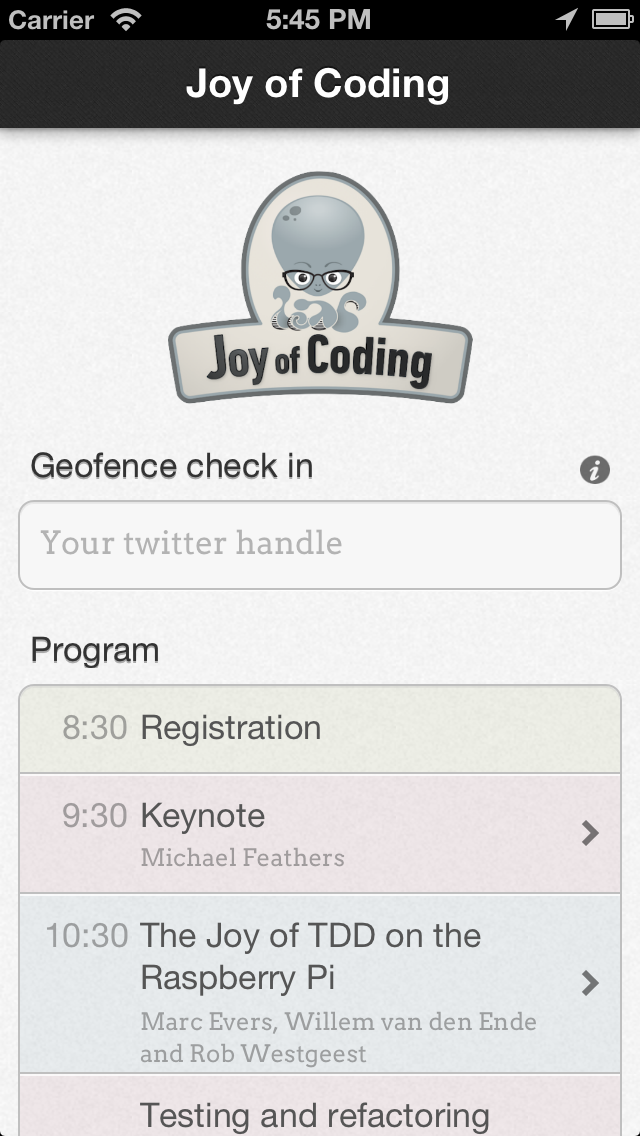 Carrier 5:45 PM
Joy of Coding
Joy of Coding
Geofence check in
Your twitter handle
Program
8:30 Registration
9:30 Keynote
Michael Feathers
10:30 The Joy of TDD on the
Raspberry Pi
Marc Evers, Willem van den Ende
and Rob Westgeest
Testing and refactoring